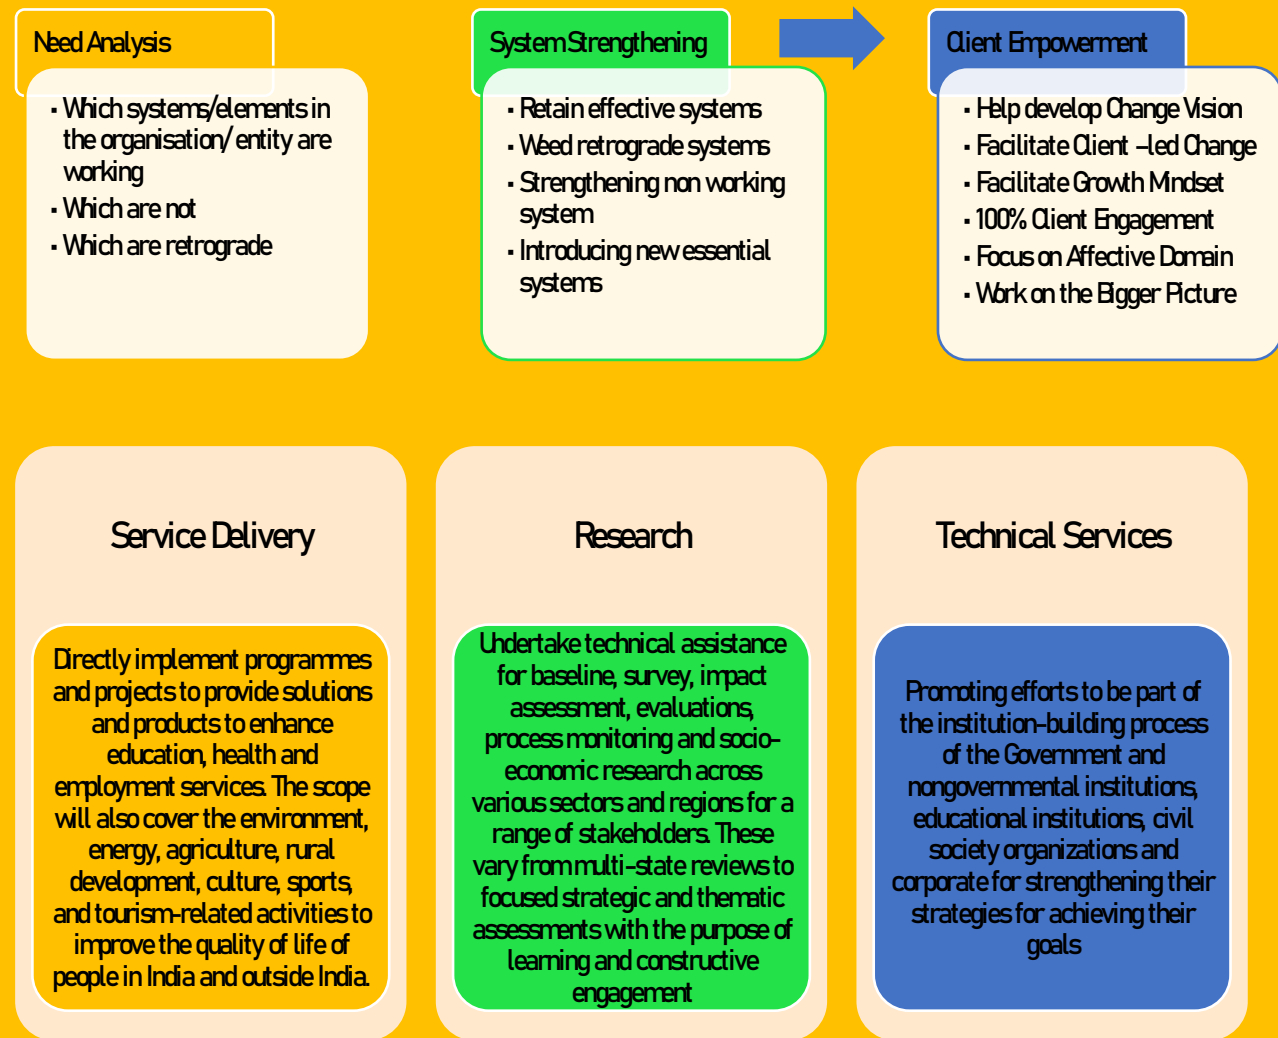 Need Analysis
▪ Which systems/elements in
the organisation/ entity are
working
▪ Which are not
▪ Which are retrograde
System Strengthening
▪ Retain effective systems
▪ Weed retrograde systems
▪ Strengthening non working
system
▪ Introducing new essential
systems
Client Empowerment
▪ Help develop Change Vision
▪ Facilitate Client –led Change
▪ Facilitate Growth Mindset
▪ 100% Client Engagement
▪ Focus on Affective Domain
▪ Work on the Bigger Picture
Service Delivery
Directly implement programmes
and projects to provide solutions
and products to enhance
education, health and
employment services. The scope
will also cover the environment,
energy, agriculture, rural
development, culture, sports,
and tourism-related activities to
improve the quality of life of
people in India and outside India.
Research
Undertake technical assistance
for baseline, survey, impact
assessment, evaluations,
process monitoring and socio-
economic research across
various sectors and regions for a
range of stakeholders. These
vary from multi-state reviews to
focused strategic and thematic
assessments with the purpose of
learning and constructive
engagement
Technical Services
Promoting efforts to be part of
the institution-building process
of the Government and
nongovernmental institutions,
educational institutions, civil
society organizations and
corporate for strengthening their
strategies for achieving their
goals